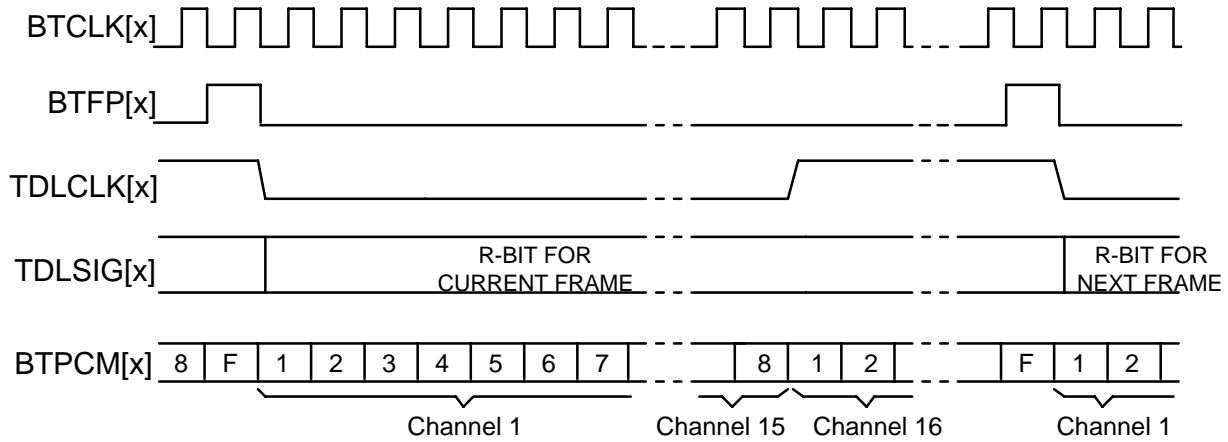 BTCLK[x]
BTFP[x]
TDLCLK[x]
TDLSIG[x]
R-BIT FOR
CURRENT FRAME
R-BIT FOR
NEXT FRAME
BTPCM[x] 8 F 1 2 3 4 5 6 7 8 1 2 F 1 2
Channel 1 Channel 15 Channel 16 Channel 1